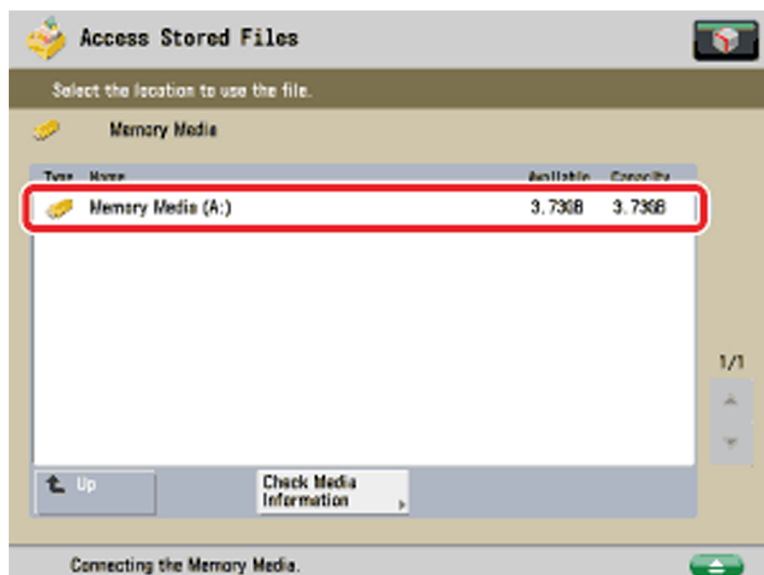 Access Stored Files
Select the location to use the file.
Memory Media
Type Name Available Capacity
Memory Media (A:) 3.73GB 3.73GB
1/1
Up
Check Media
Information
Connecting the Memory Media.